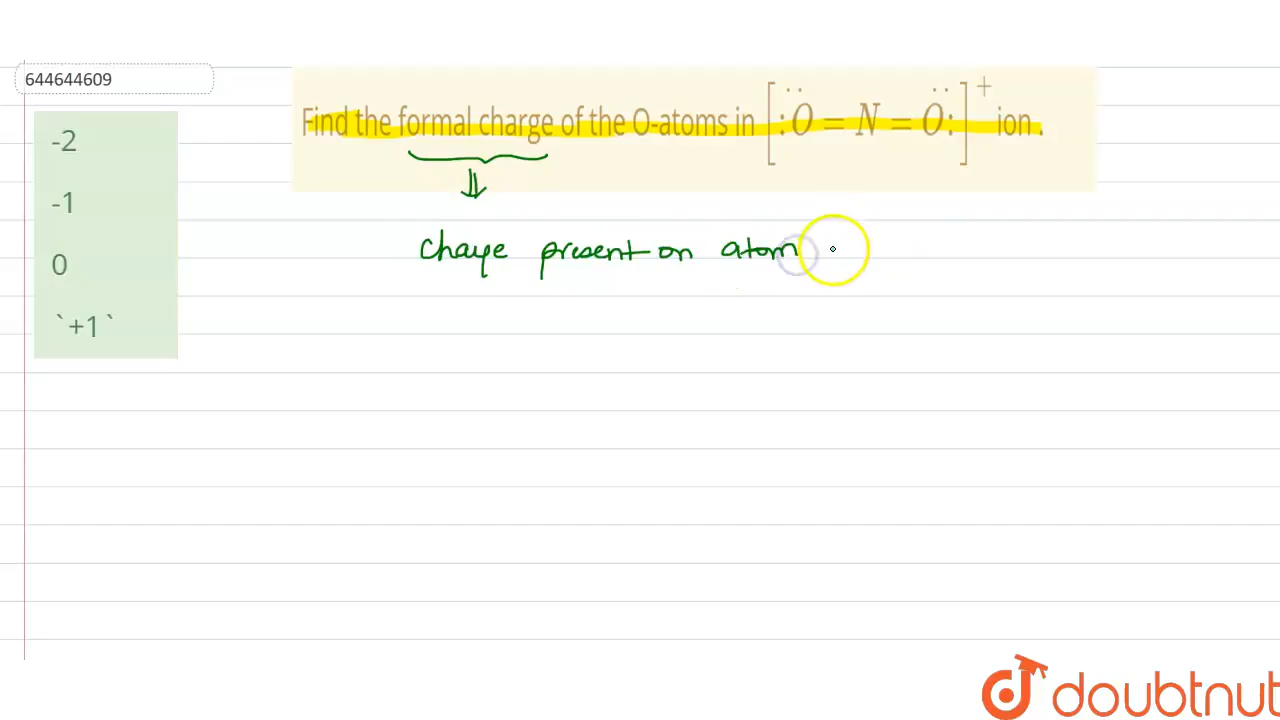 644644609
-2
-1
0
`+1`
Find the formal charge of the O-atoms in [:Ö = N = Ö:]⁺ ion .
Charge present on atom
doubtnut